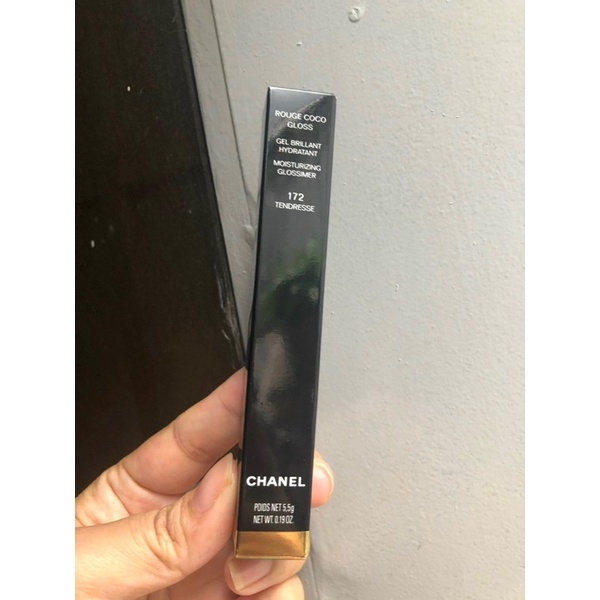 ROUGE COCO
GLOSS
GEL BRILLANT
HYDRATANT
MOISTURIZING
GLOSSIMER
172
TENDRESSE
CHANEL
POIDS NET 5,5g
NET WT. 0.19 OZ.